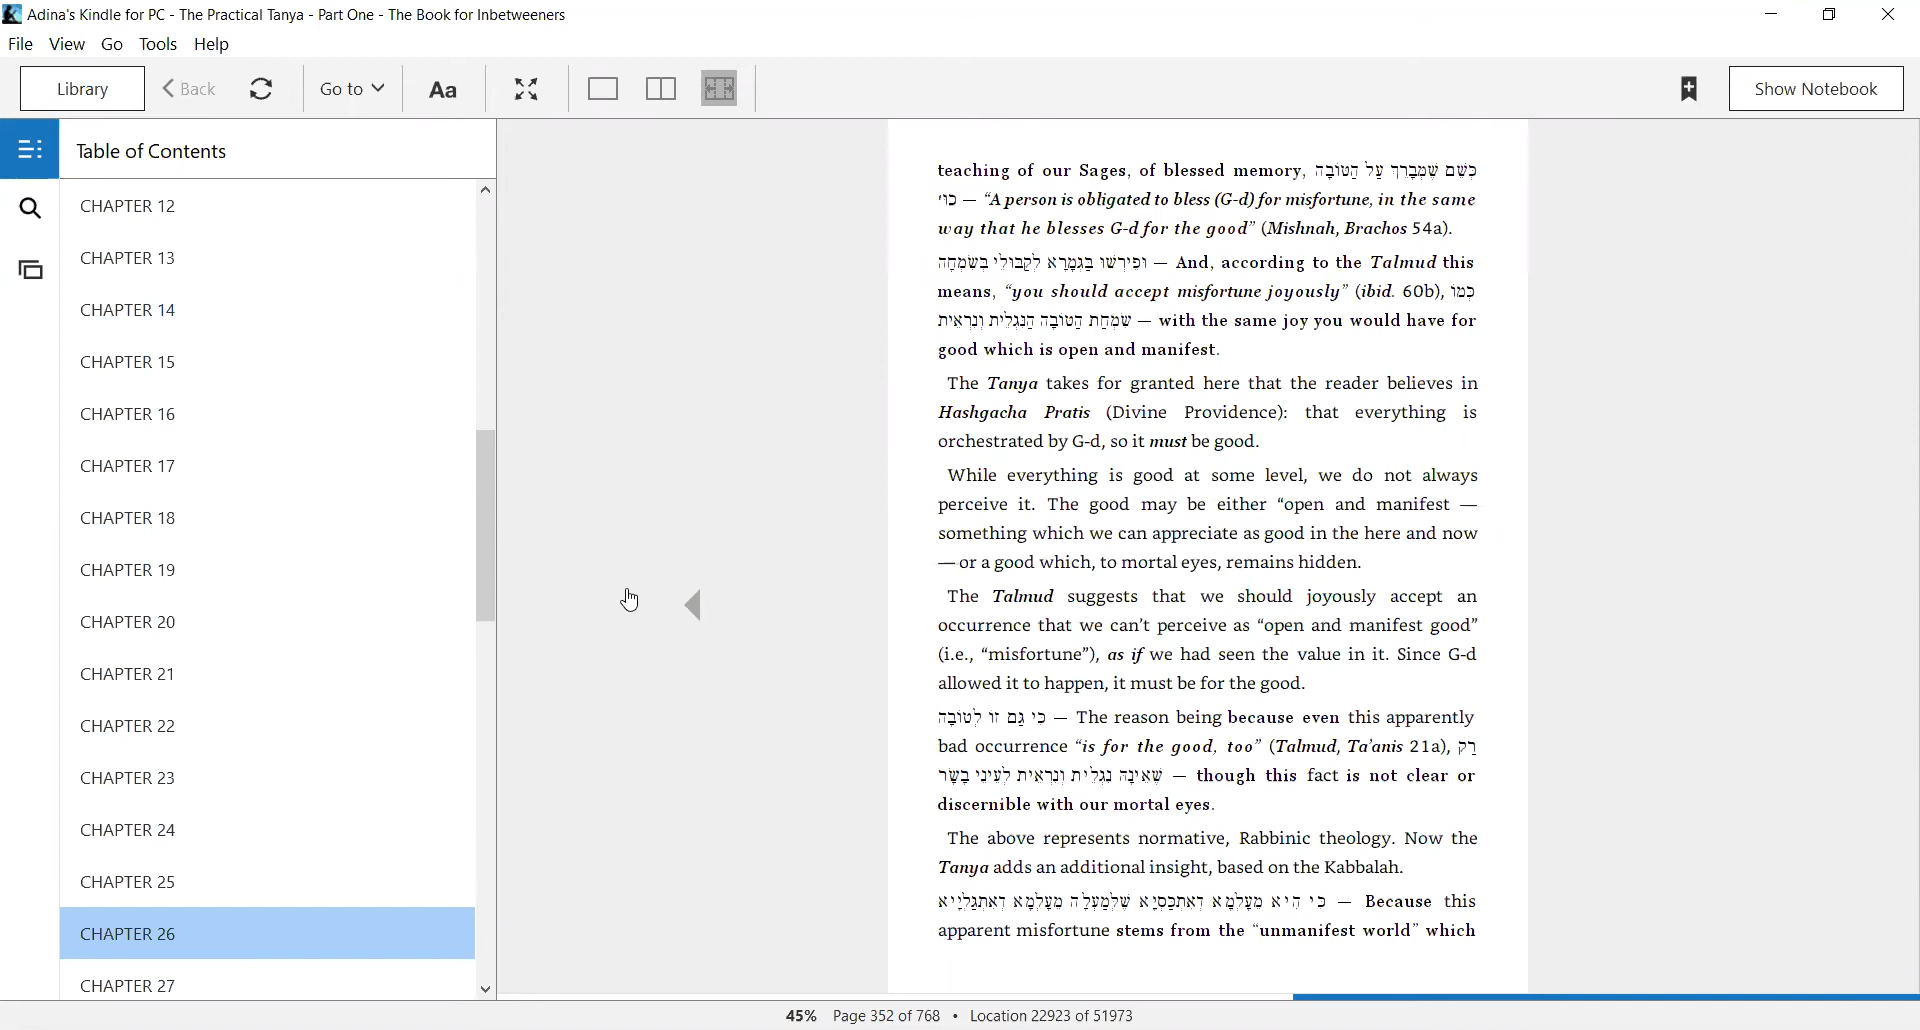 Adina's Kindle for PC - The Practical Tanya - Part One - The Book for Inbetweeners
File View Go Tools Help
Library Back Go to Aa Show Notebook
Table of Contents
CHAPTER 12
CHAPTER 13
CHAPTER 14
CHAPTER 15
CHAPTER 16
CHAPTER 17
CHAPTER 18
CHAPTER 19
CHAPTER 20
CHAPTER 21
CHAPTER 22
CHAPTER 23
CHAPTER 24
CHAPTER 25
CHAPTER 26
CHAPTER 27
teaching of our Sages, of blessed memory, כְּשֵׁם שֶׁמְּבָרֵךְ עַל הַטּוֹבָה
כוּ' — “A person is obligated to bless (G-d) for misfortune, in the same
way that he blesses G-d for the good” (Mishnah, Brachos 54a).
וּפֵירְשׁוּ בַּגְּמָרָא לְקַבּוּלֵי בְּשִׂמְחָה — And, according to the Talmud this
means, “you should accept misfortune joyously” (ibid. 60b), כְּמוֹ
שִׂמְחַת הַטּוֹבָה הַנִּגְלֵית וְנִרְאֵית — with the same joy you would have for
good which is open and manifest.
The Tanya takes for granted here that the reader believes in
Hashgacha Pratis (Divine Providence): that everything is
orchestrated by G-d, so it must be good.
While everything is good at some level, we do not always
perceive it. The good may be either “open and manifest —
something which we can appreciate as good in the here and now
— or a good which, to mortal eyes, remains hidden.
The Talmud suggests that we should joyously accept an
occurrence that we can’t perceive as “open and manifest good”
(i.e., “misfortune”), as if we had seen the value in it. Since G-d
allowed it to happen, it must be for the good.
כִּי גַּם זוֹ לְטוֹבָה — The reason being because even this apparently
bad occurrence “is for the good, too” (Talmud, Ta’anis 21a), רַק
שֶׁאֵינָהּ נִגְלֵית וְנִרְאֵית לְעֵינֵי בָשָׂר — though this fact is not clear or
discernible with our mortal eyes.
The above represents normative, Rabbinic theology. Now the
Tanya adds an additional insight, based on the Kabbalah.
כִּי הִיא מֵעָלְמָא דְאִתְכַּסְיָא שֶׁלְּמַעְלָה מֵעָלְמָא דְאִתְגַּלְיָיא — Because this
apparent misfortune stems from the “unmanifest world” which
45% Page 352 of 768 • Location 22923 of 51973